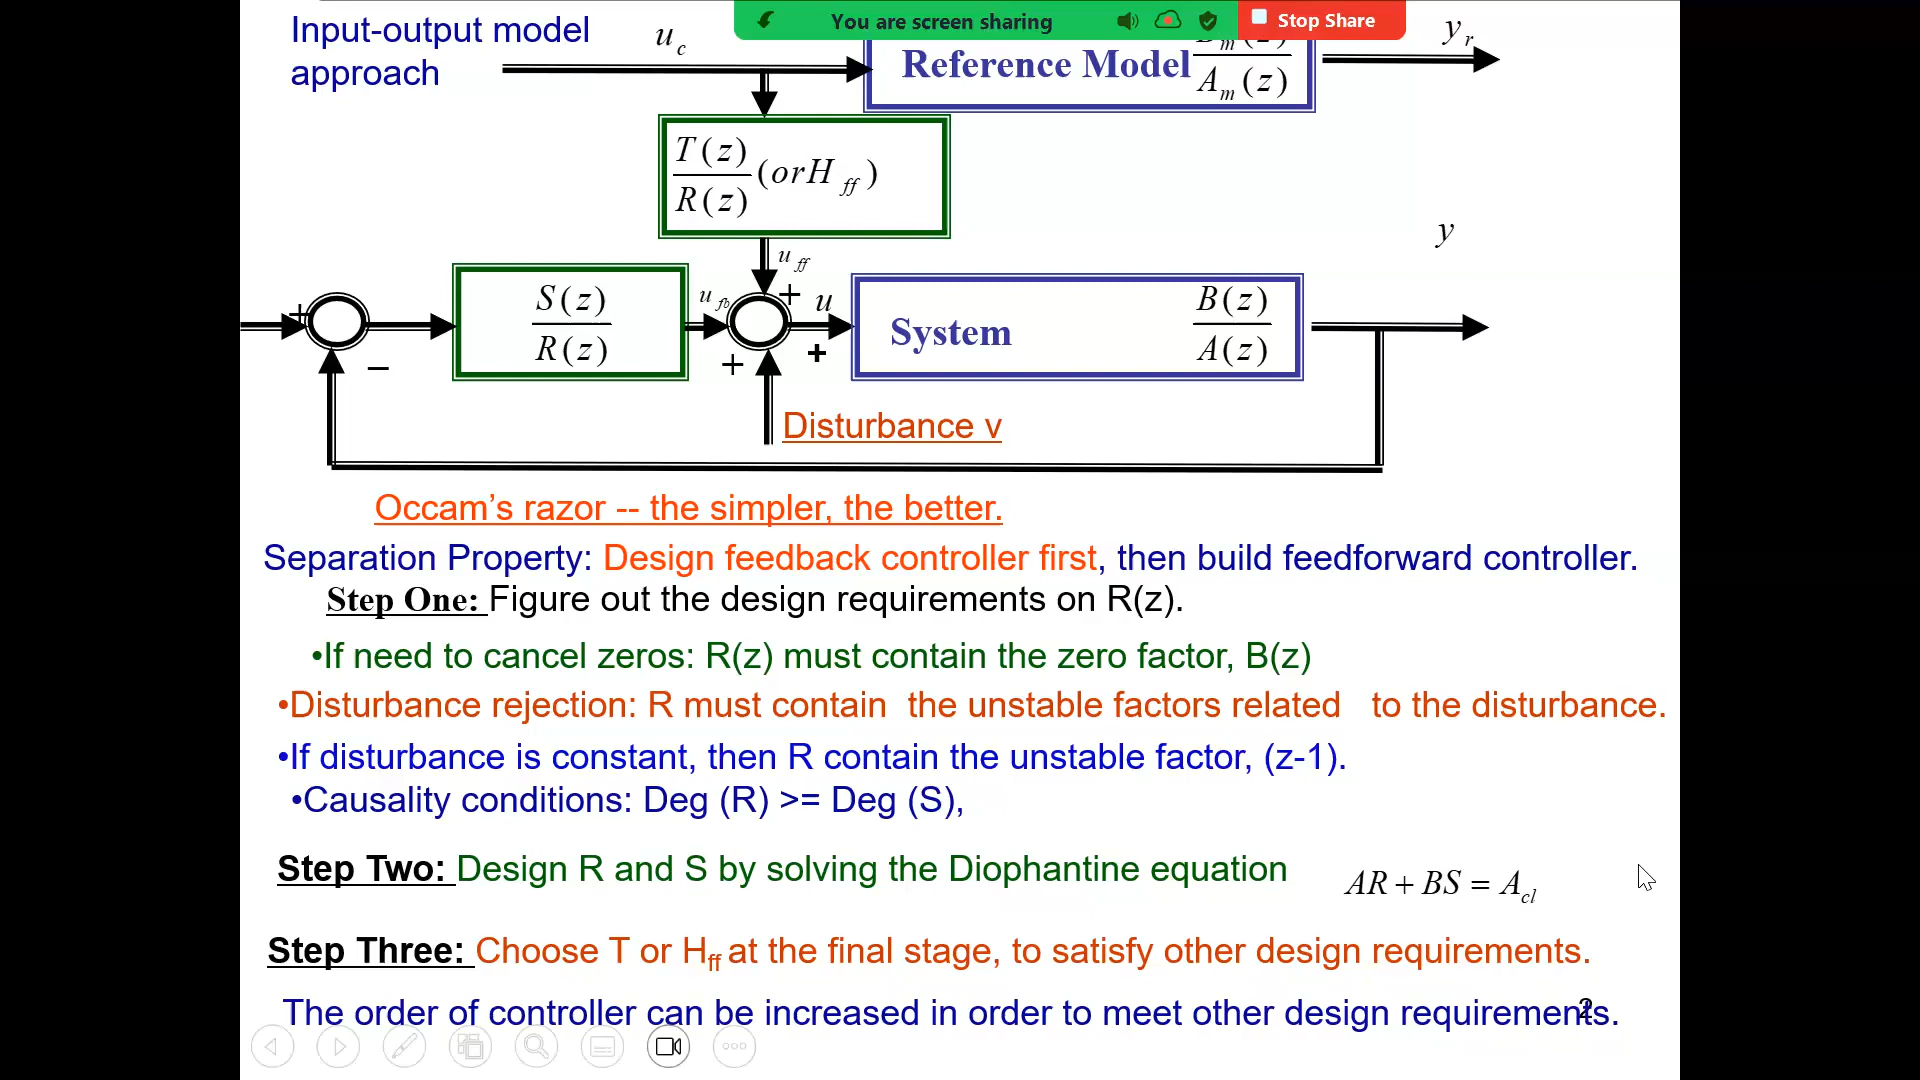 You are screen sharing
Stop Share
Input-output model
approach
u_c
y_r
Reference Model
A_m(z)
T(z)
R(z)
(orH_ff)
u_ff
y
S(z)
R(z)
u_fb
+
u
System
B(z)
A(z)
+
−
+
+
Disturbance v
Occam’s razor -- the simpler, the better.
Separation Property: Design feedback controller first, then build feedforward controller.
Step One: Figure out the design requirements on R(z).
•If need to cancel zeros: R(z) must contain the zero factor, B(z)
•Disturbance rejection: R must contain the unstable factors related to the disturbance.
•If disturbance is constant, then R contain the unstable factor, (z-1).
•Causality conditions: Deg (R) >= Deg (S),
Step Two: Design R and S by solving the Diophantine equation AR + BS = A_cl
Step Three: Choose T or H_ff at the final stage, to satisfy other design requirements.
The order of controller can be increased in order to meet other design requirements.
2